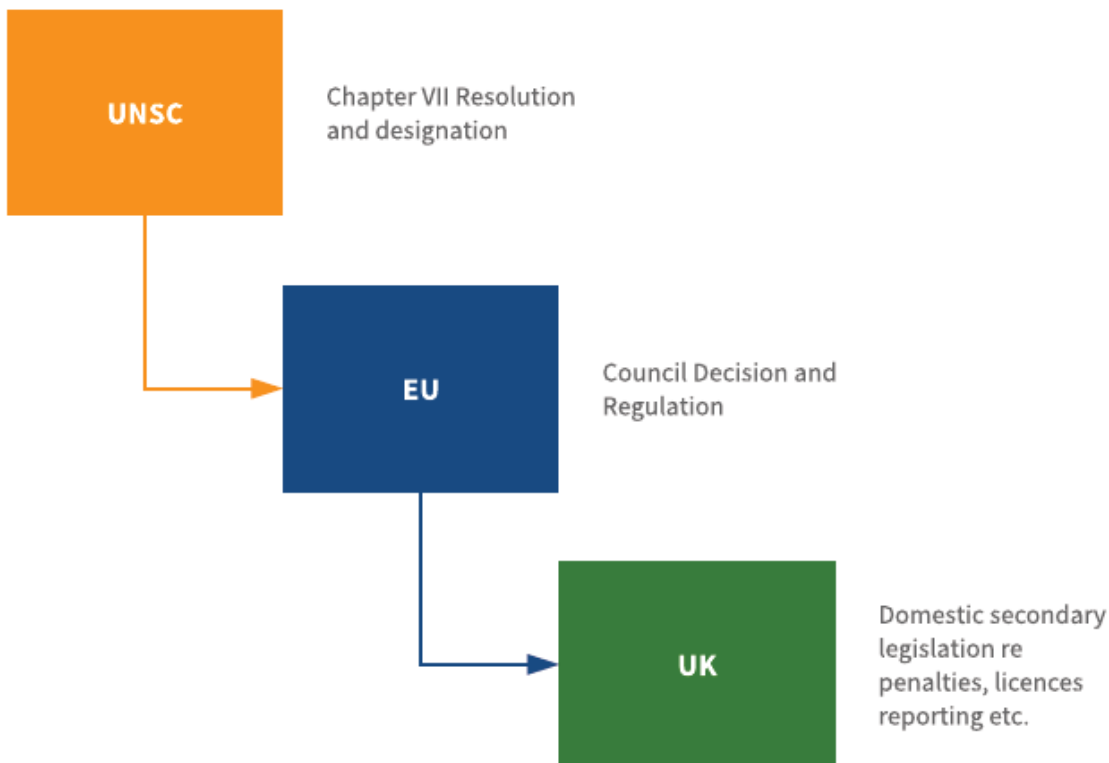 UNSC
Chapter VII Resolution
and designation
EU
Council Decision and
Regulation
UK
Domestic secondary
legislation re
penalties, licences
reporting etc.